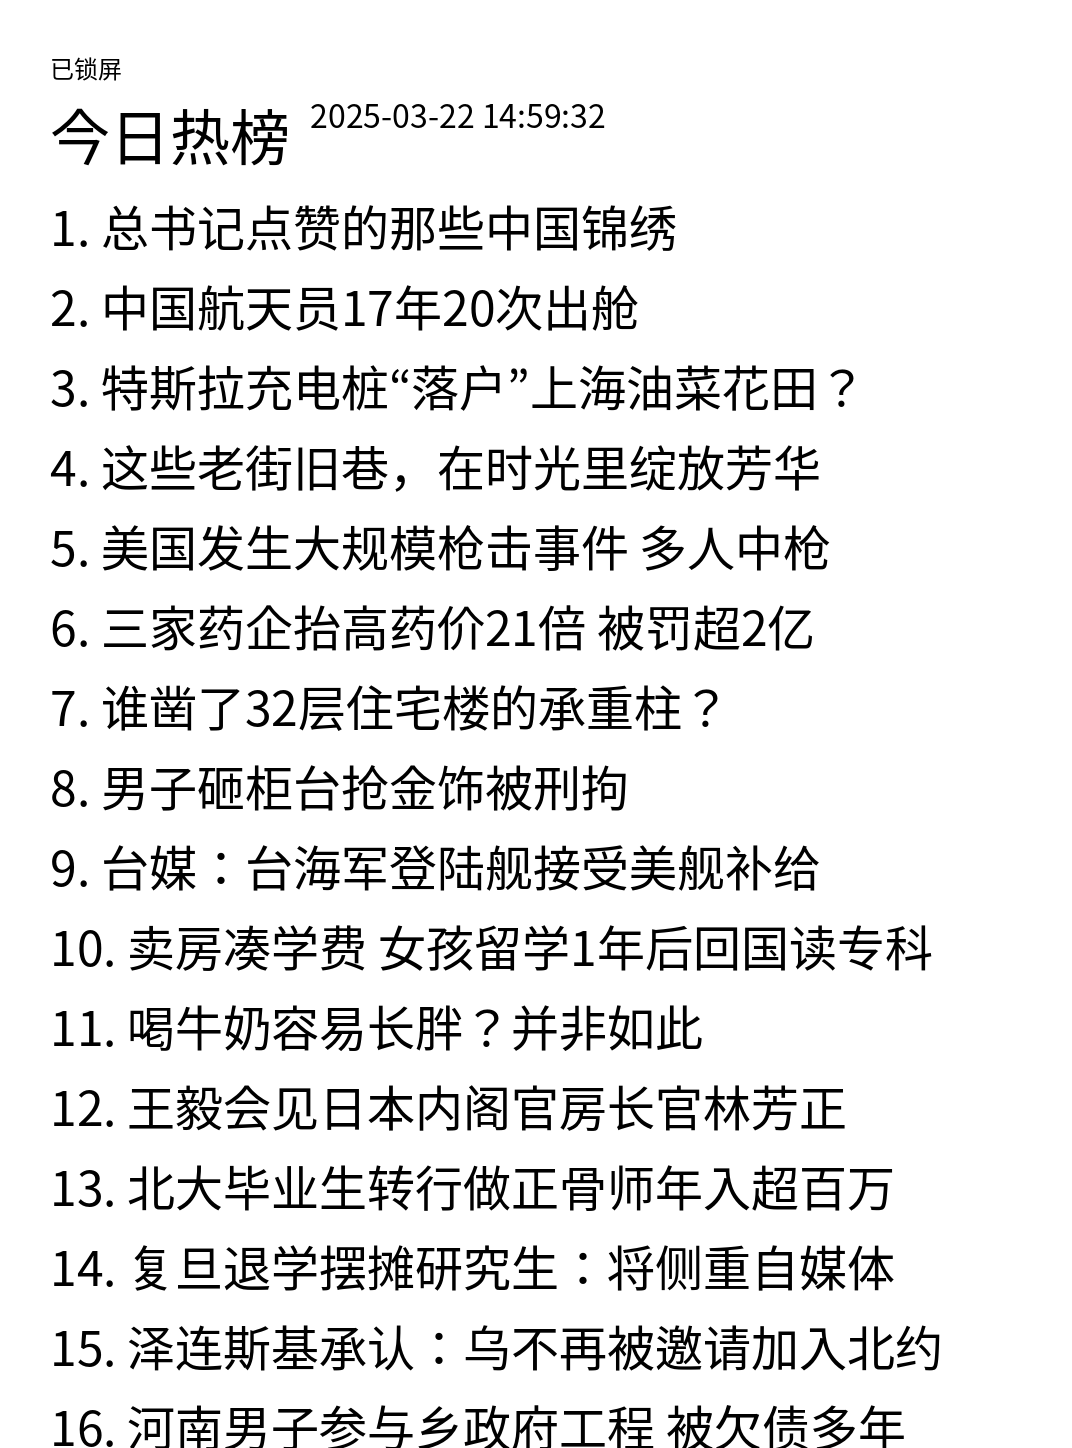 已锁屏
今日热榜 2025-03-22 14:59:32
1. 总书记点赞的那些中国锦绣
2. 中国航天员17年20次出舱
3. 特斯拉充电桩“落户”上海油菜花田？
4. 这些老街旧巷，在时光里绽放芳华
5. 美国发生大规模枪击事件 多人中枪
6. 三家药企抬高药价21倍 被罚超2亿
7. 谁凿了32层住宅楼的承重柱？
8. 男子砸柜台抢金饰被刑拘
9. 台媒：台海军登陆舰接受美舰补给
10. 卖房凑学费 女孩留学1年后回国读专科
11. 喝牛奶容易长胖？并非如此
12. 王毅会见日本内阁官房长官林芳正
13. 北大毕业生转行做正骨师年入超百万
14. 复旦退学摆摊研究生：将侧重自媒体
15. 泽连斯基承认：乌不再被邀请加入北约
16. 河南男子参与乡政府工程 被欠债多年